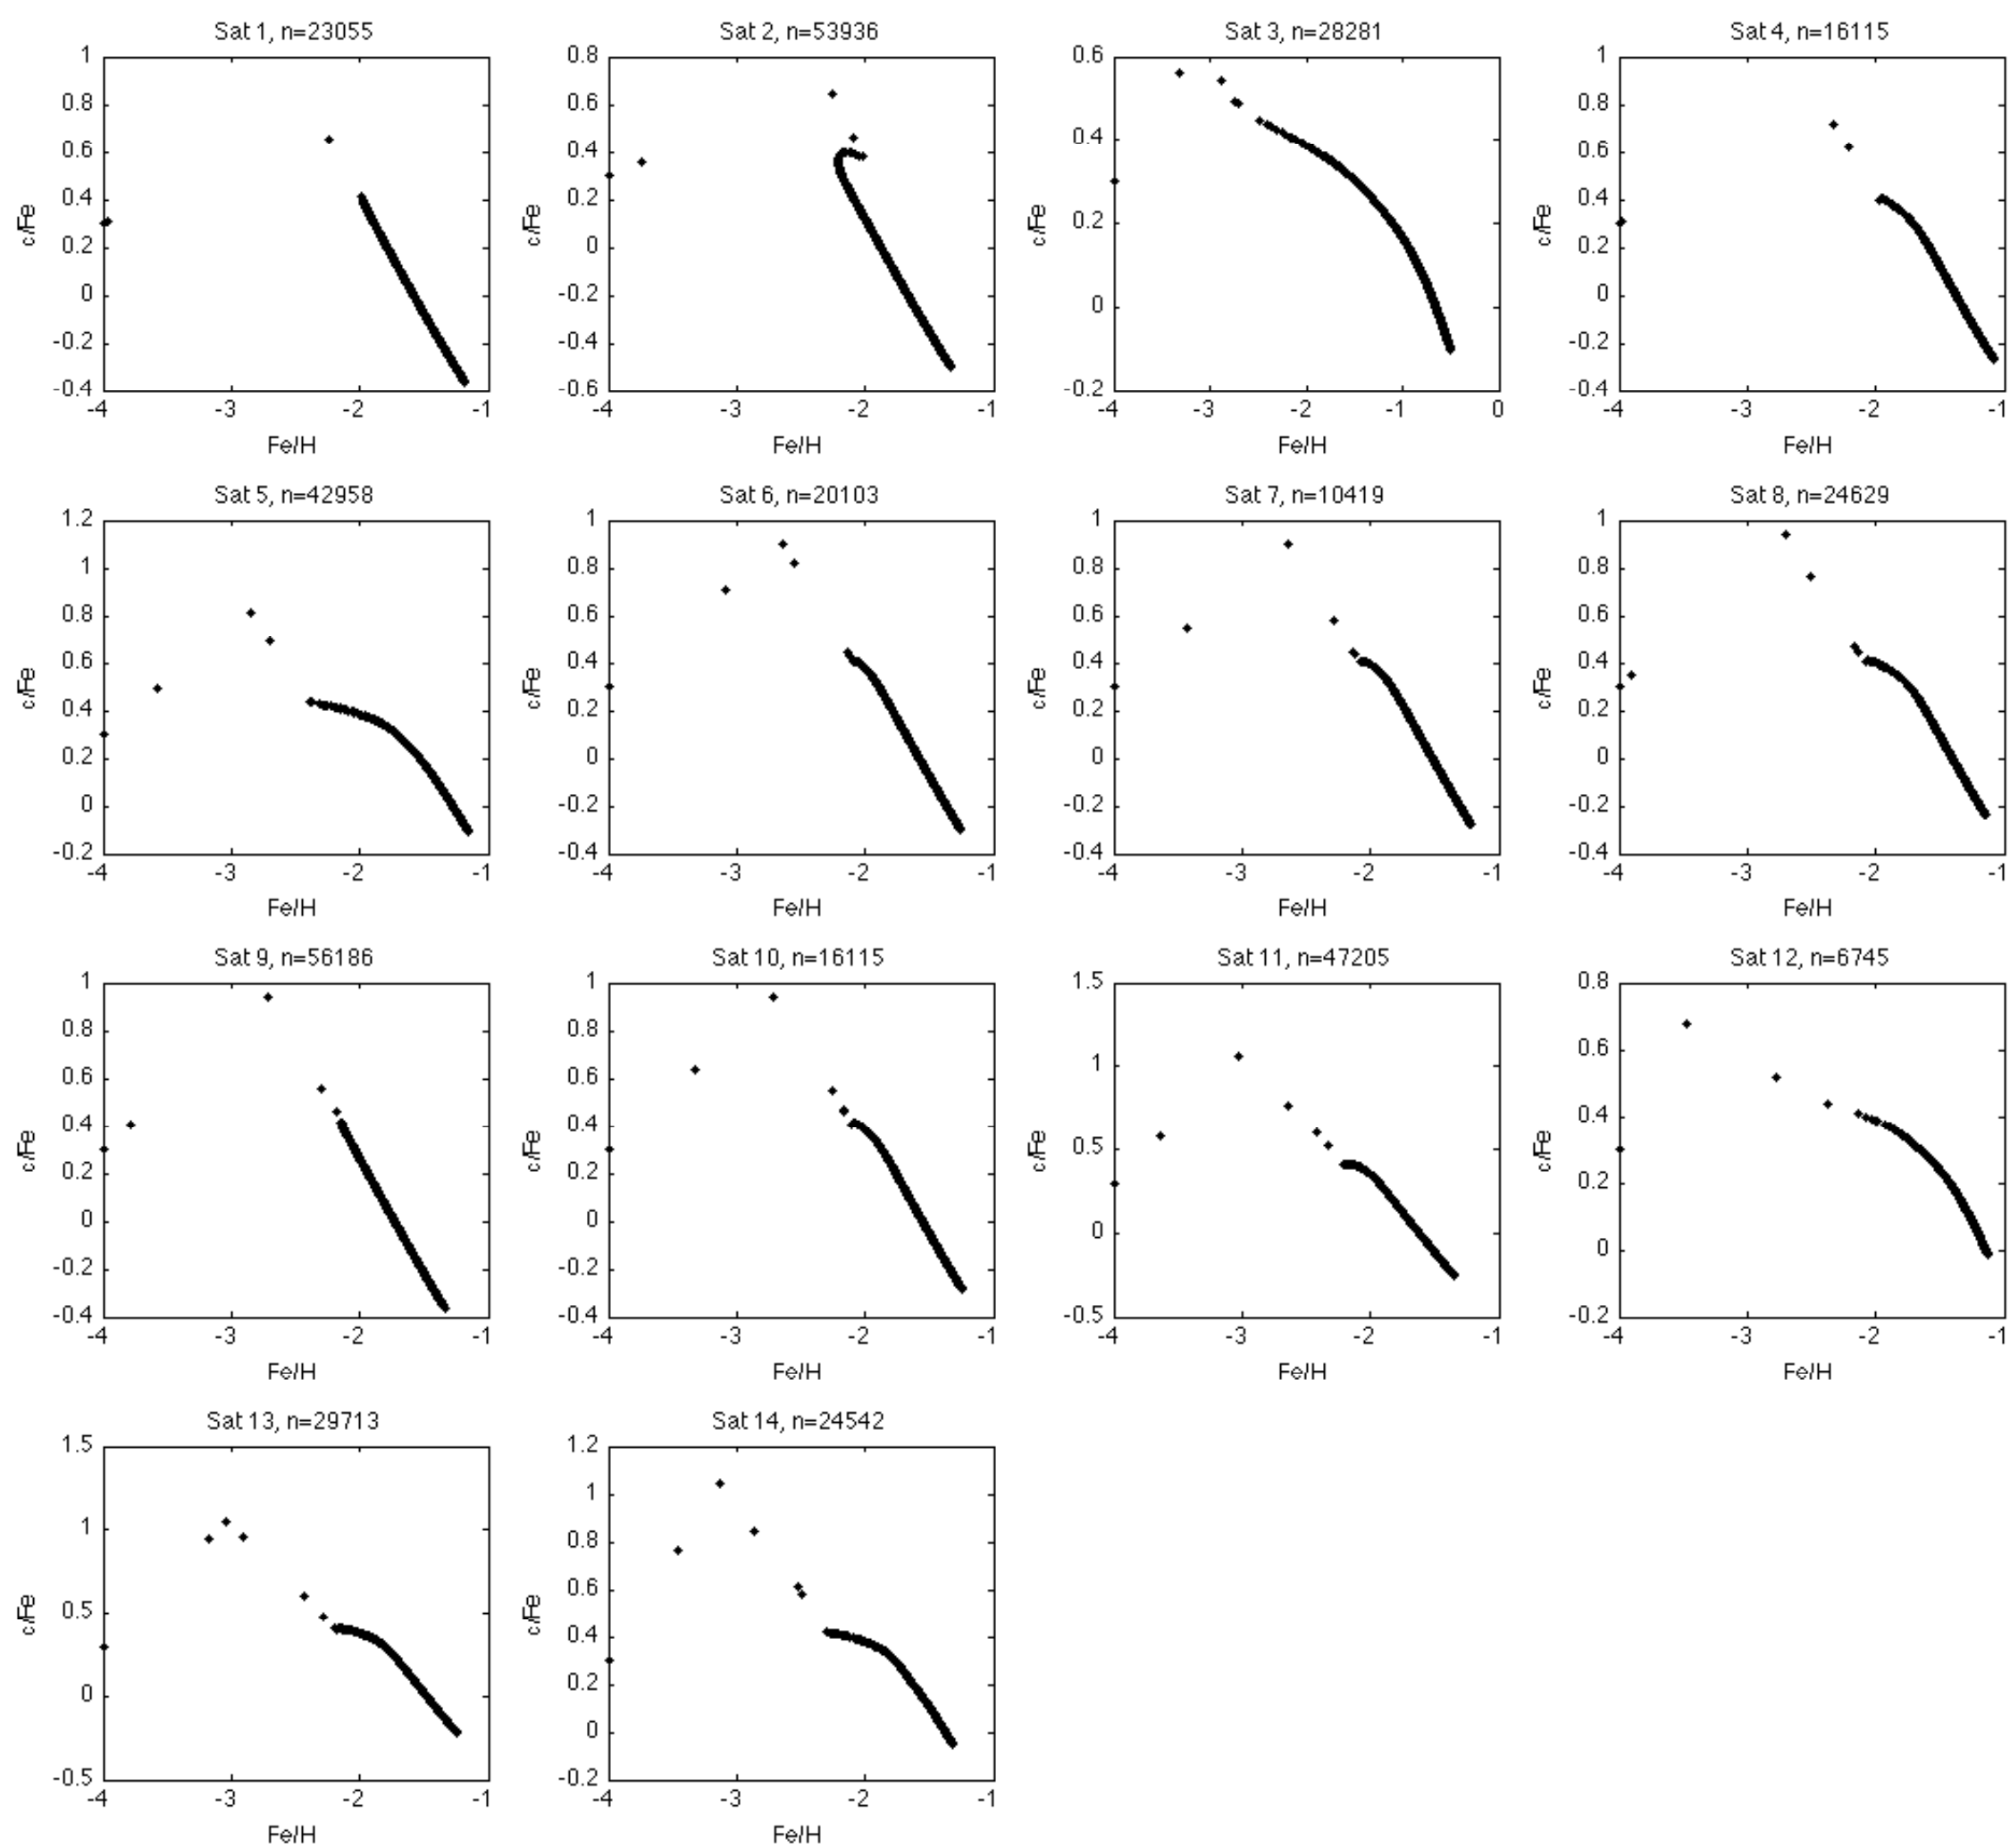 Sat 1, n=23055
1
0.8
0.6
0.4
0.2
0
-0.2
-0.4
-4 -3 -2 -1
c/Fe
Fe/H
Sat 2, n=53936
0.8
0.6
0.4
0.2
0
-0.2
-0.4
-0.6
-4 -3 -2 -1
c/Fe
Fe/H
Sat 3, n=28281
0.6
0.4
0.2
0
-0.2
-4 -3 -2 -1 0
c/Fe
Fe/H
Sat 4, n=16115
1
0.8
0.6
0.4
0.2
0
-0.2
-0.4
-4 -3 -2 -1
c/Fe
Fe/H
Sat 5, n=42958
1.2
1
0.8
0.6
0.4
0.2
0
-0.2
-4 -3 -2 -1
c/Fe
Fe/H
Sat 6, n=20103
1
0.8
0.6
0.4
0.2
0
-0.2
-0.4
-4 -3 -2 -1
c/Fe
Fe/H
Sat 7, n=10419
1
0.8
0.6
0.4
0.2
0
-0.2
-0.4
-4 -3 -2 -1
c/Fe
Fe/H
Sat 8, n=24629
1
0.8
0.6
0.4
0.2
0
-0.2
-0.4
-4 -3 -2 -1
c/Fe
Fe/H
Sat 9, n=56186
1
0.8
0.6
0.4
0.2
0
-0.2
-0.4
-4 -3 -2 -1
c/Fe
Fe/H
Sat 10, n=16115
1
0.8
0.6
0.4
0.2
0
-0.2
-0.4
-4 -3 -2 -1
c/Fe
Fe/H
Sat 11, n=47205
1.5
1
0.5
0
-0.5
-4 -3 -2 -1
c/Fe
Fe/H
Sat 12, n=6745
0.8
0.6
0.4
0.2
0
-0.2
-4 -3 -2 -1
c/Fe
Fe/H
Sat 13, n=29713
1.5
1
0.5
0
-0.5
-4 -3 -2 -1
c/Fe
Fe/H
Sat 14, n=24542
1.2
1
0.8
0.6
0.4
0.2
0
-0.2
-4 -3 -2 -1
c/Fe
Fe/H